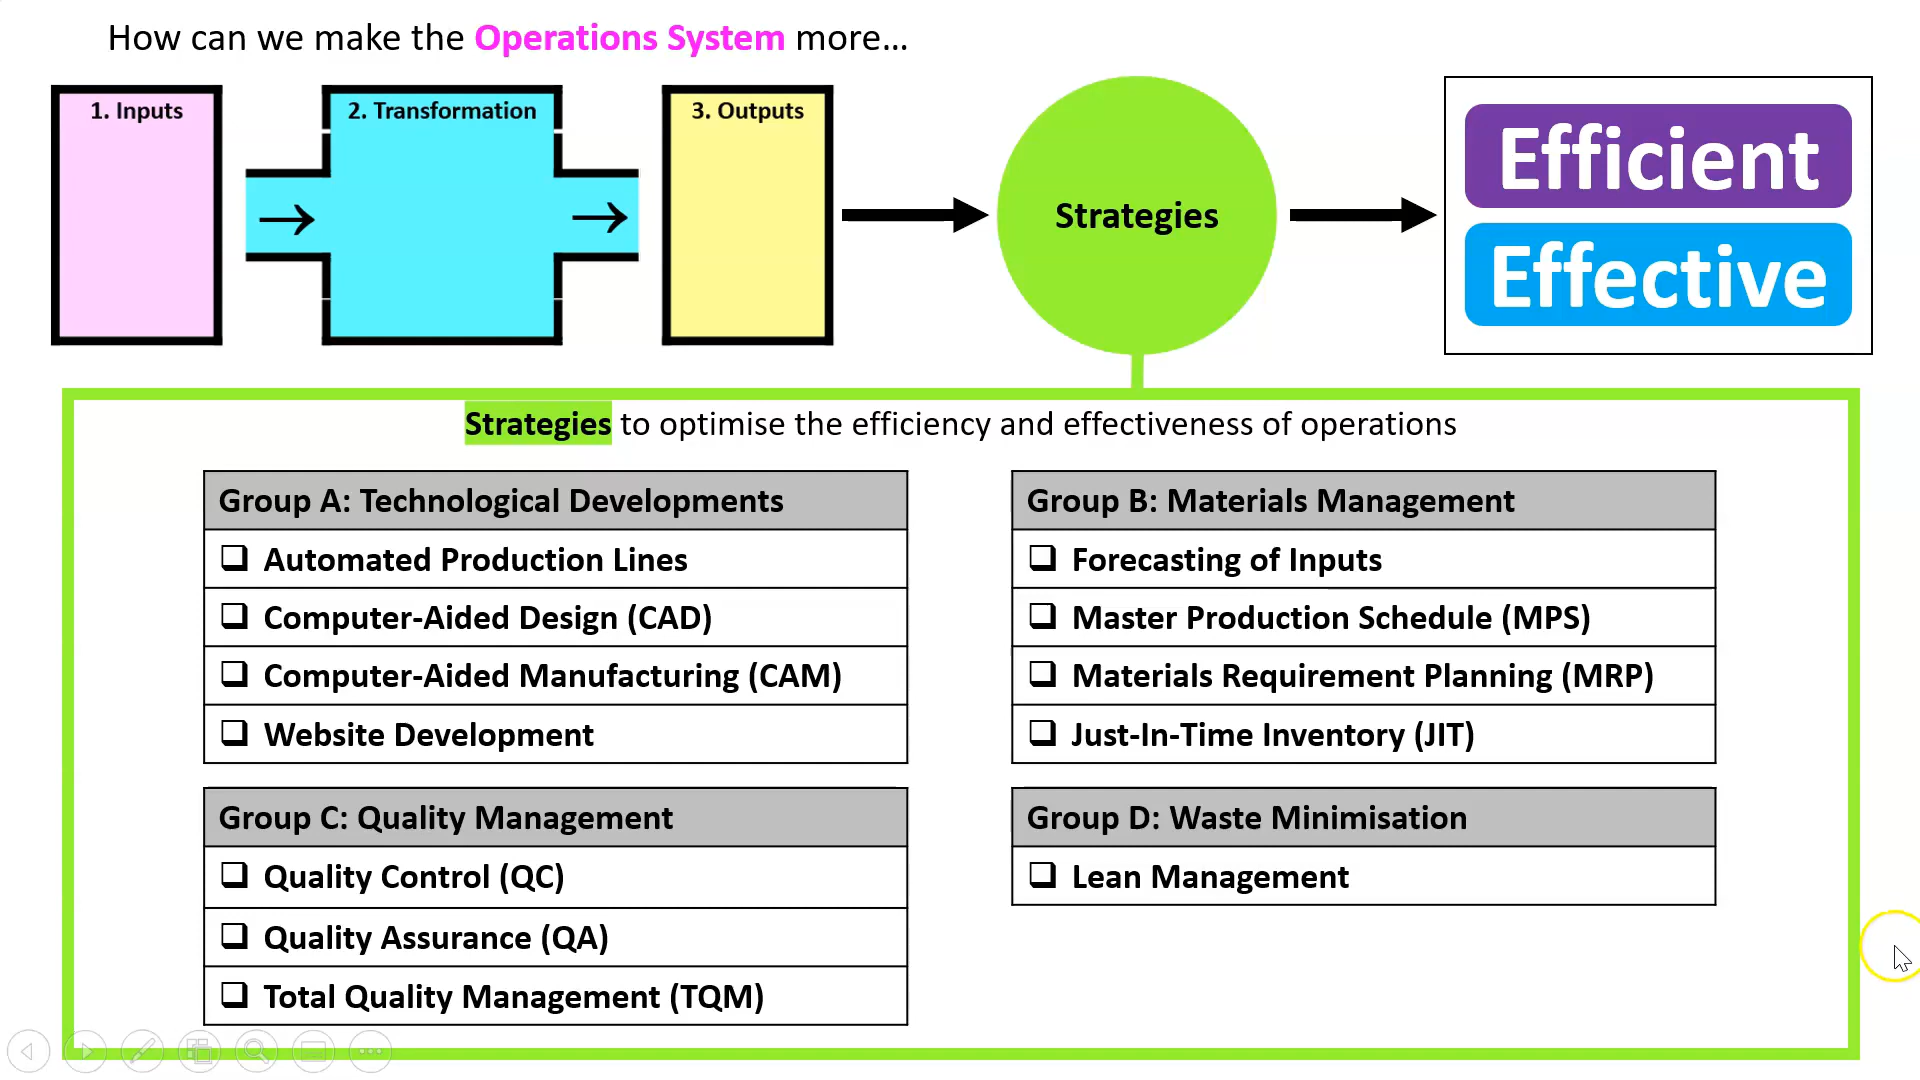 How can we make the Operations System more...
1. Inputs
2. Transformation
3. Outputs
Strategies
Efficient
Effective
Strategies to optimise the efficiency and effectiveness of operations
Group A: Technological Developments
Automated Production Lines
Computer-Aided Design (CAD)
Computer-Aided Manufacturing (CAM)
Website Development
Group B: Materials Management
Forecasting of Inputs
Master Production Schedule (MPS)
Materials Requirement Planning (MRP)
Just-In-Time Inventory (JIT)
Group C: Quality Management
Quality Control (QC)
Quality Assurance (QA)
Total Quality Management (TQM)
Group D: Waste Minimisation
Lean Management